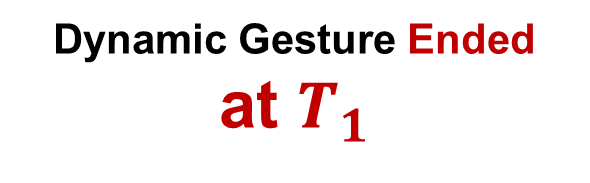 Dynamic Gesture Ended
at T₁